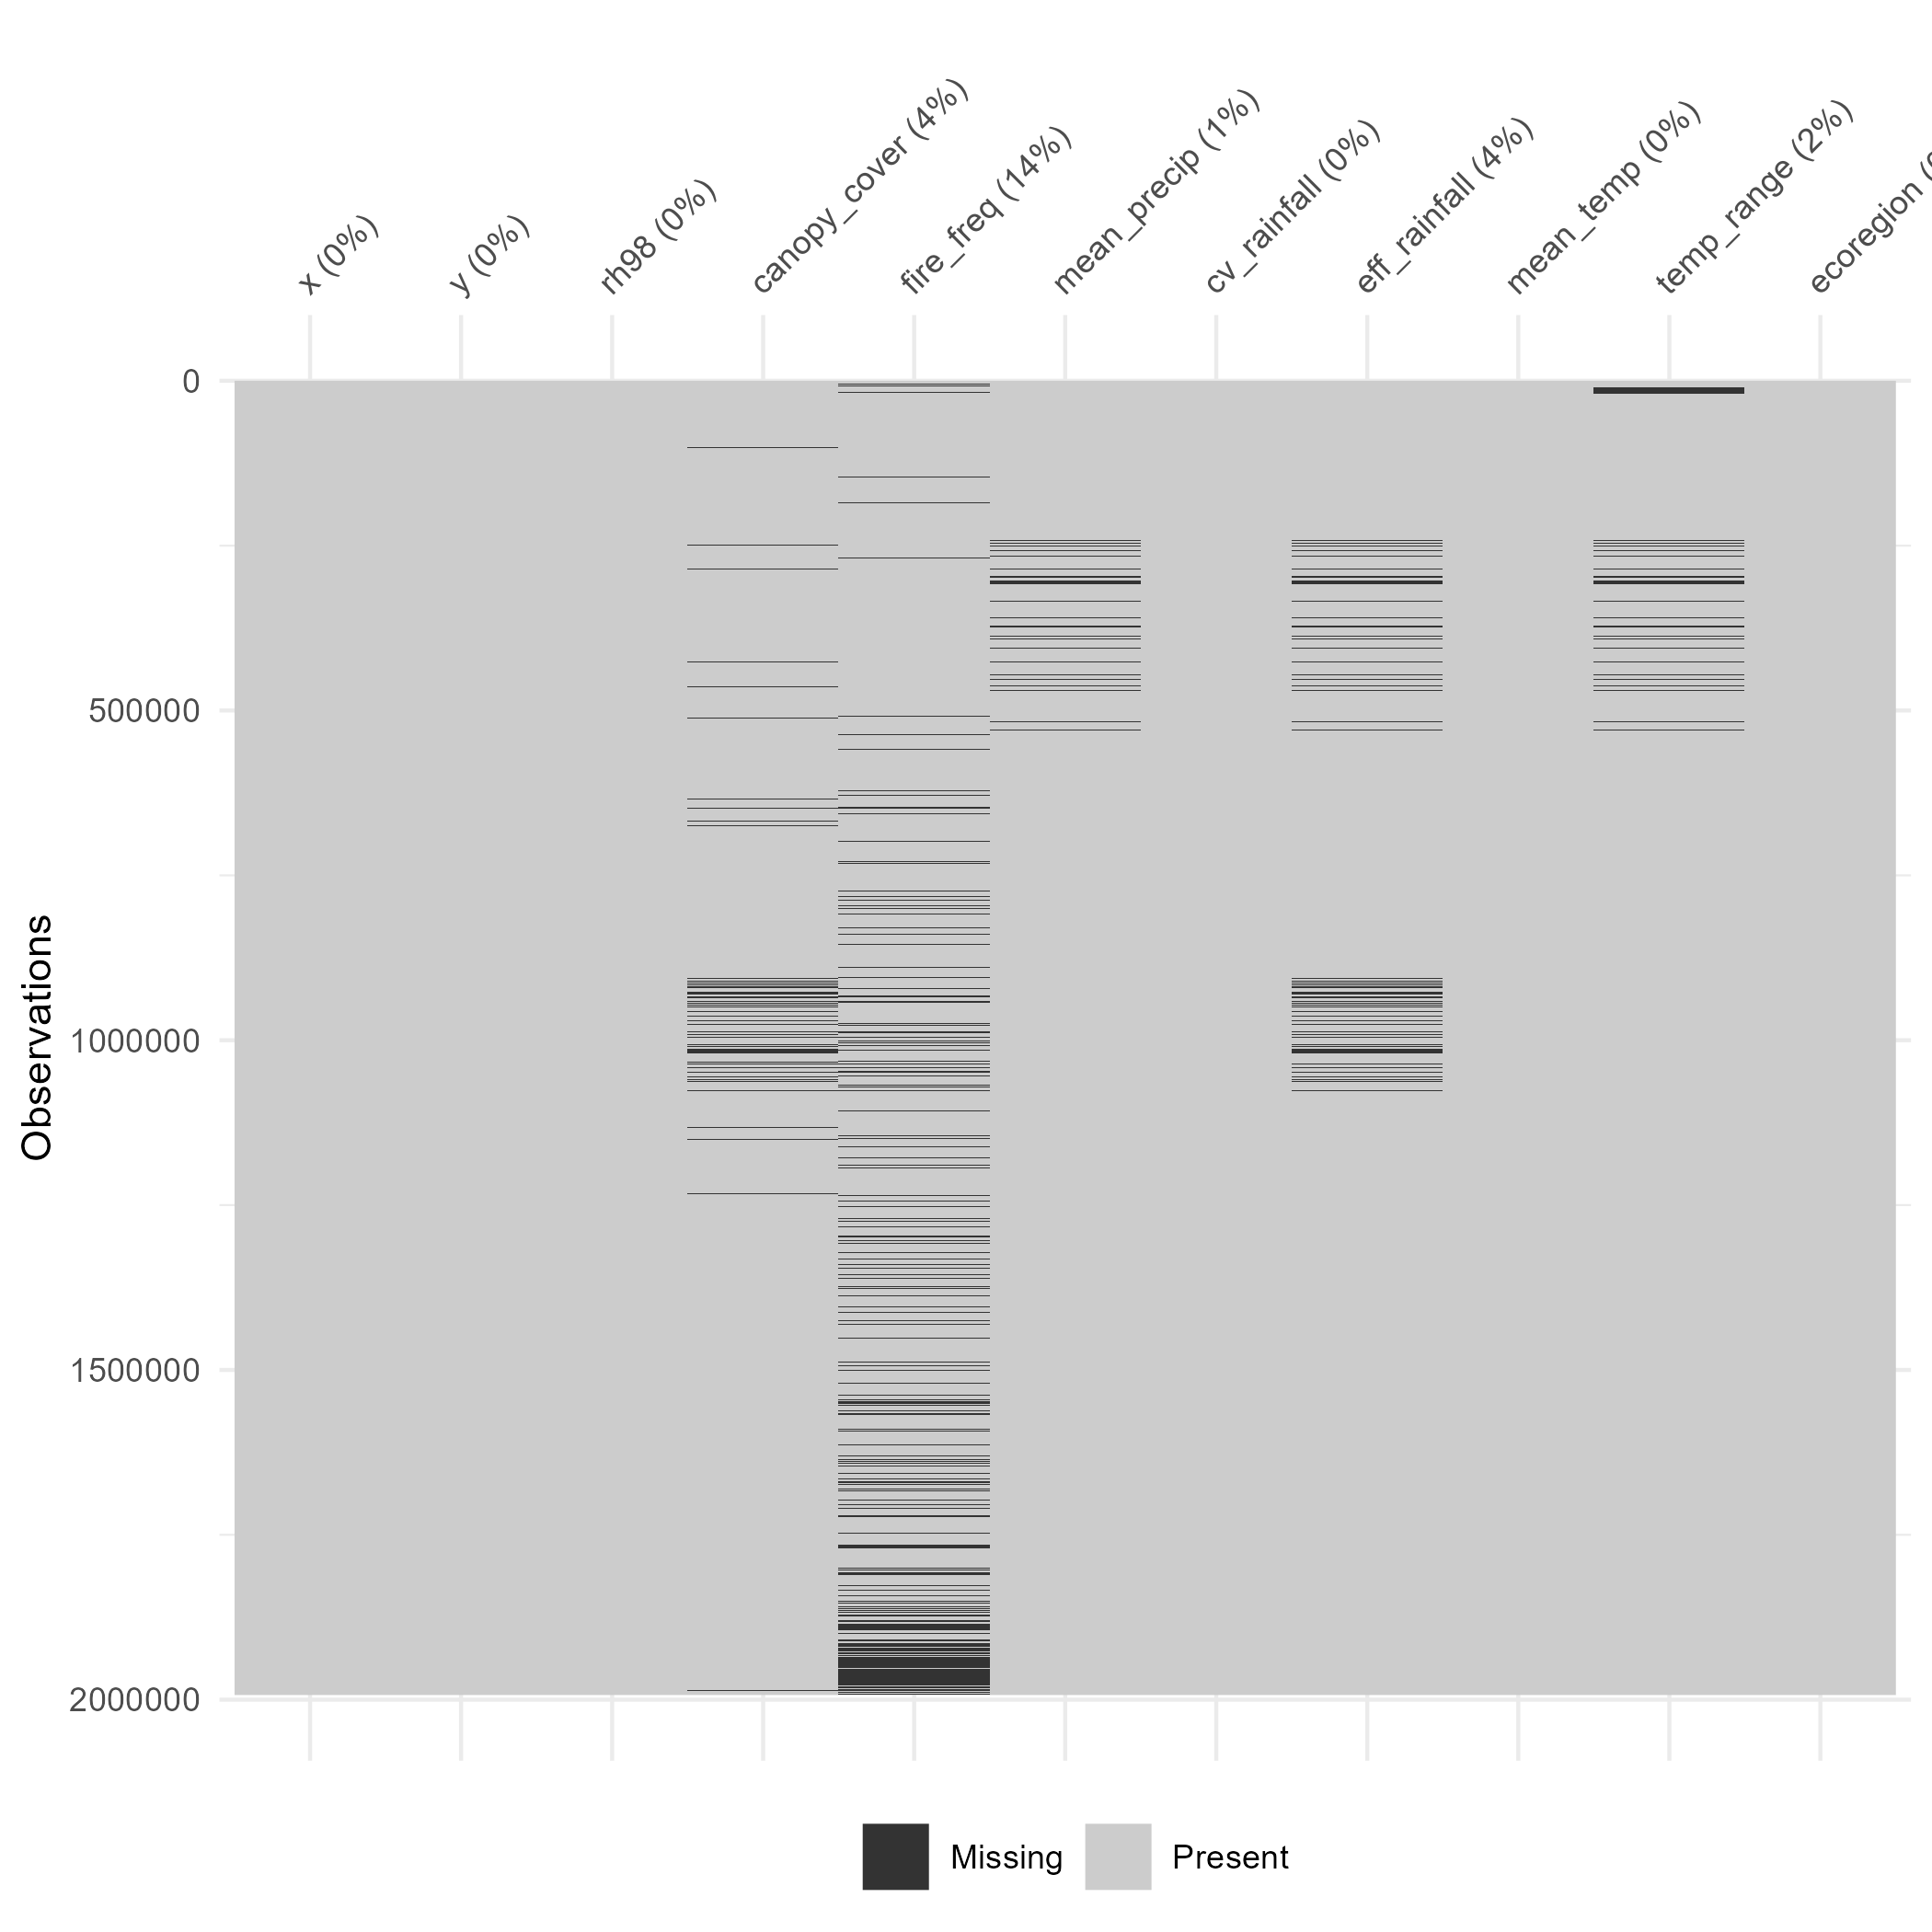 x (0%)
y (0%)
rh98 (0%)
canopy_cover (4%)
fire_freq (14%)
mean_precip (1%)
cv_rainfall (0%)
eff_rainfall (4%)
mean_temp (0%)
temp_range (2%)
ecoregion
0
500000
1000000
1500000
2000000
Observations
Missing
Present